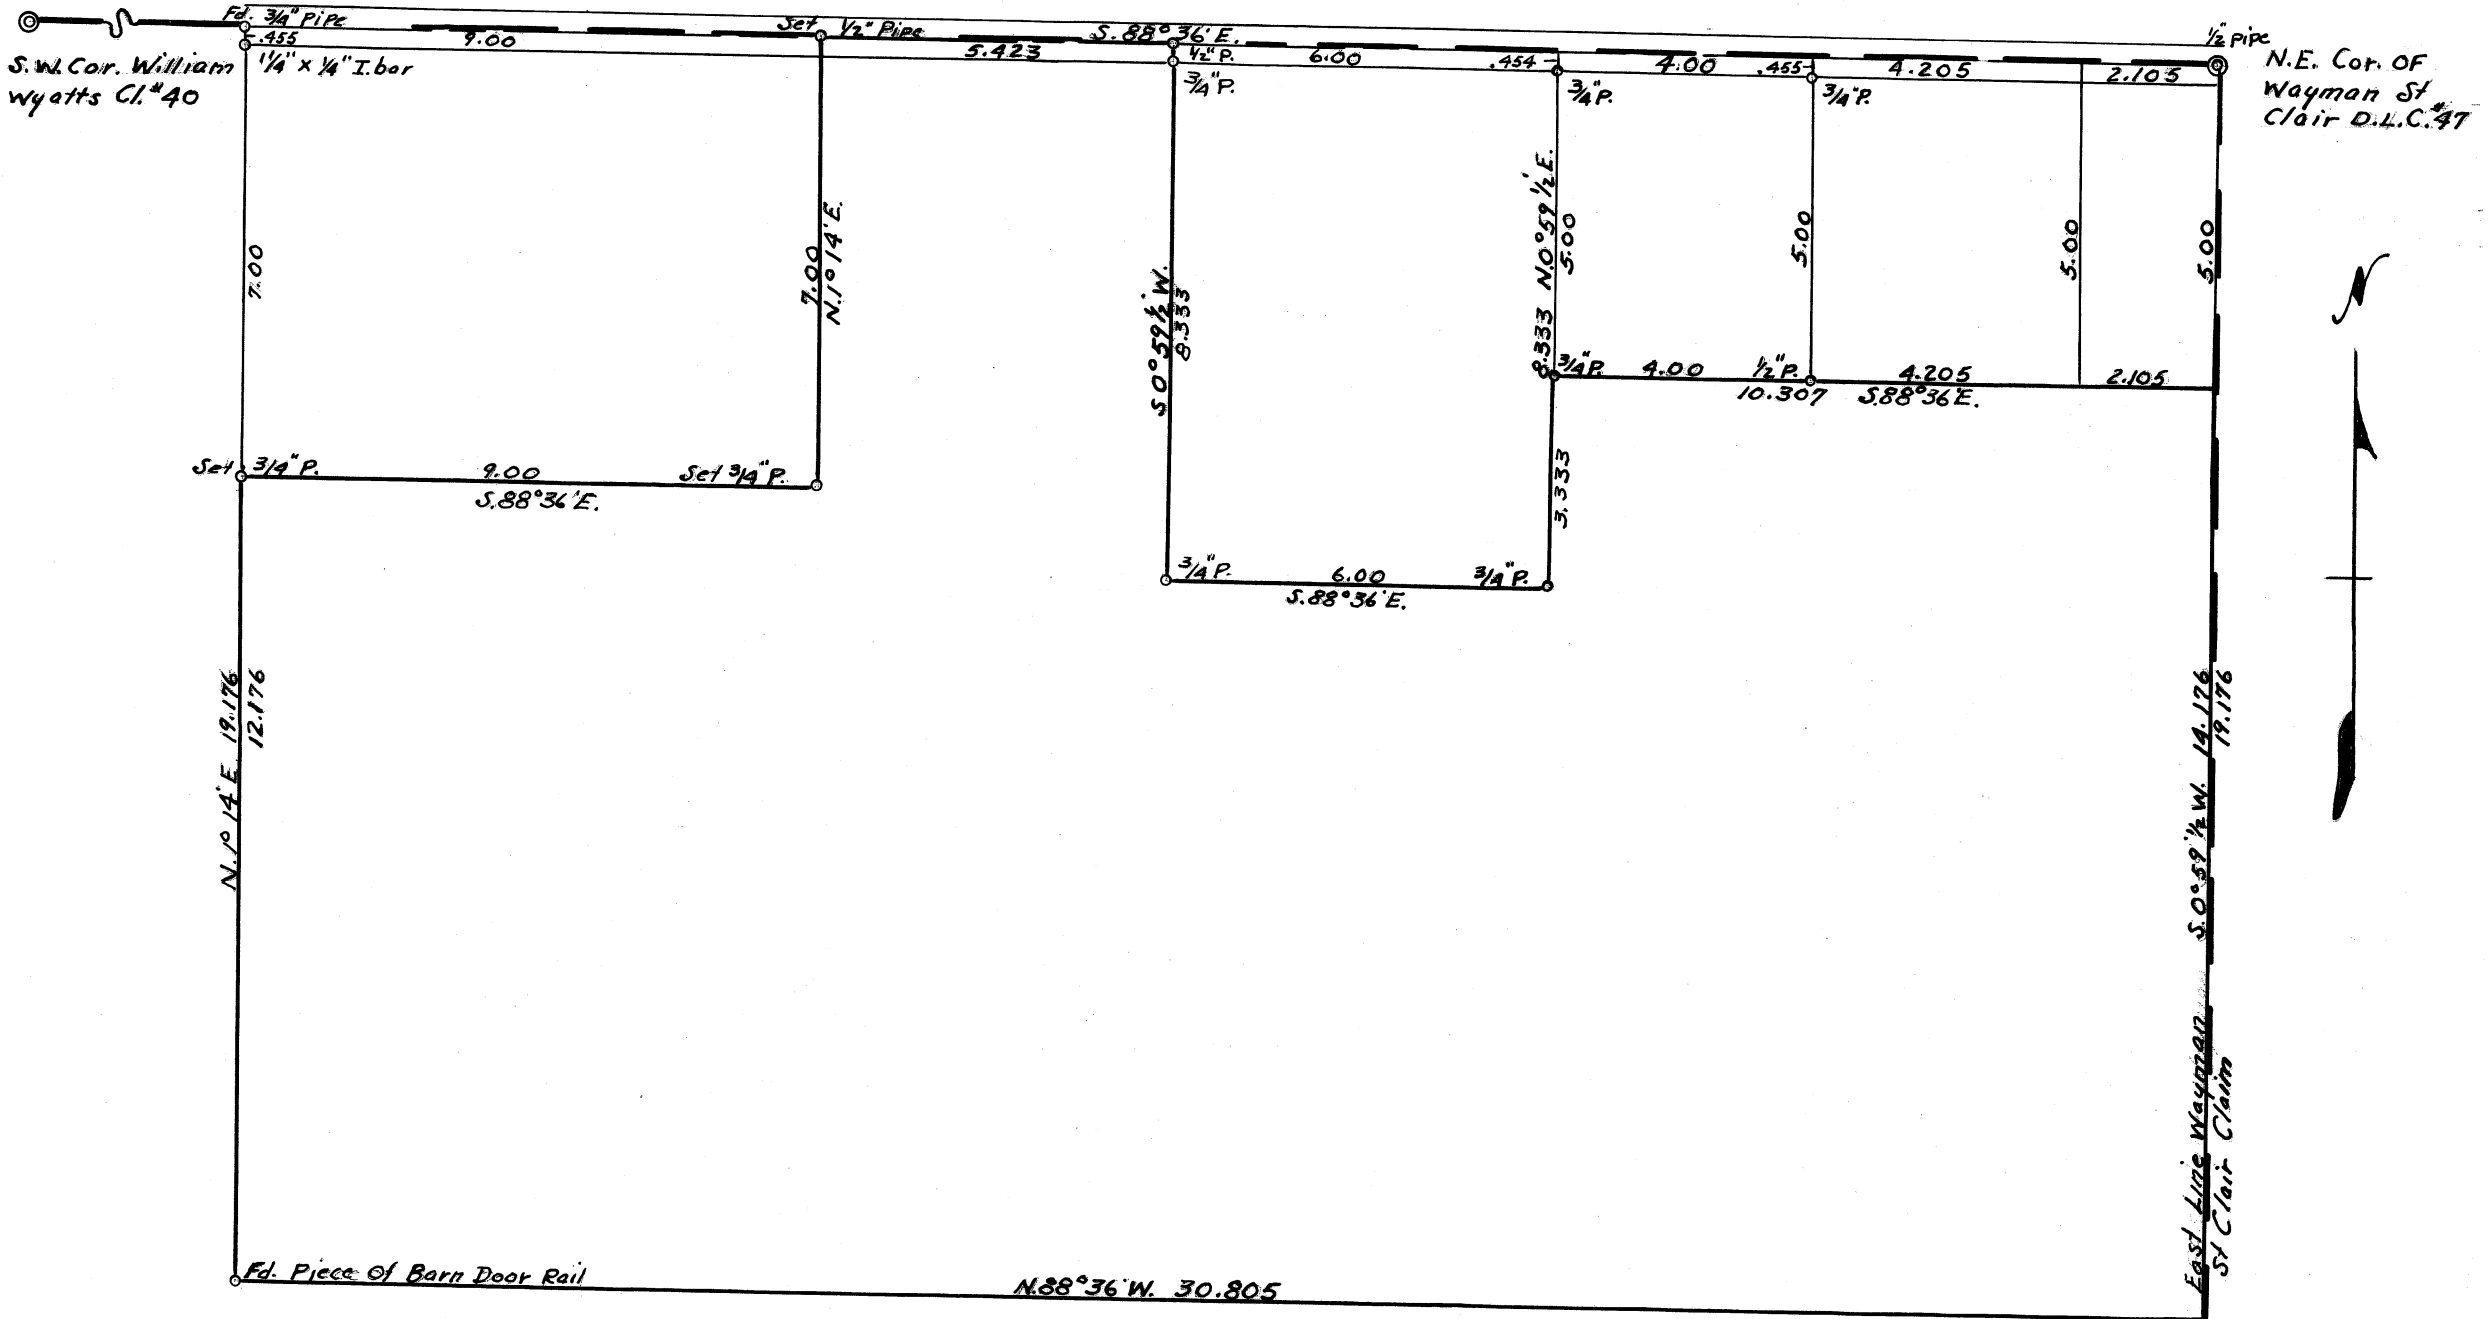 Fd. 3/4" Pipe
Set 1/2" Pipe
S. 88° 36' E.
1/2" pipe
.455
9.00
5.423
1/2" P.
6.00
.454
4.00
.455
4.205
2.105
S.W. Cor. William
Wyatts Cl. #40
1 1/4" x 1/4" I. bar
3/4" P.
3/4" P.
3/4" P.
N.E. Cor. OF
Wayman St
Clair D.L.C. #47
7.00
7.00
N. 1° 14' E.
S 0° 59 1/2' W.
8.333
8.333 N. 0° 59 1/2' E.
5.00
5.00
5.00
5.00
N
3/4" P.
4.00
1/2" P.
4.205
2.105
10.307 S. 88° 36' E.
Set 3/4" P.
9.00
Set 3/4" P.
S. 88° 36' E.
3.333
3/4" P.
6.00
3/4" P.
S. 88° 36' E.
N. 1° 14' E. 19.176
12.176
S. 0° 59 1/2' W. 14.176
19.176
East Line Wayman
St Clair Claim
Fd. Piece Of Barn Door Rail
N. 88° 36' W. 30.805